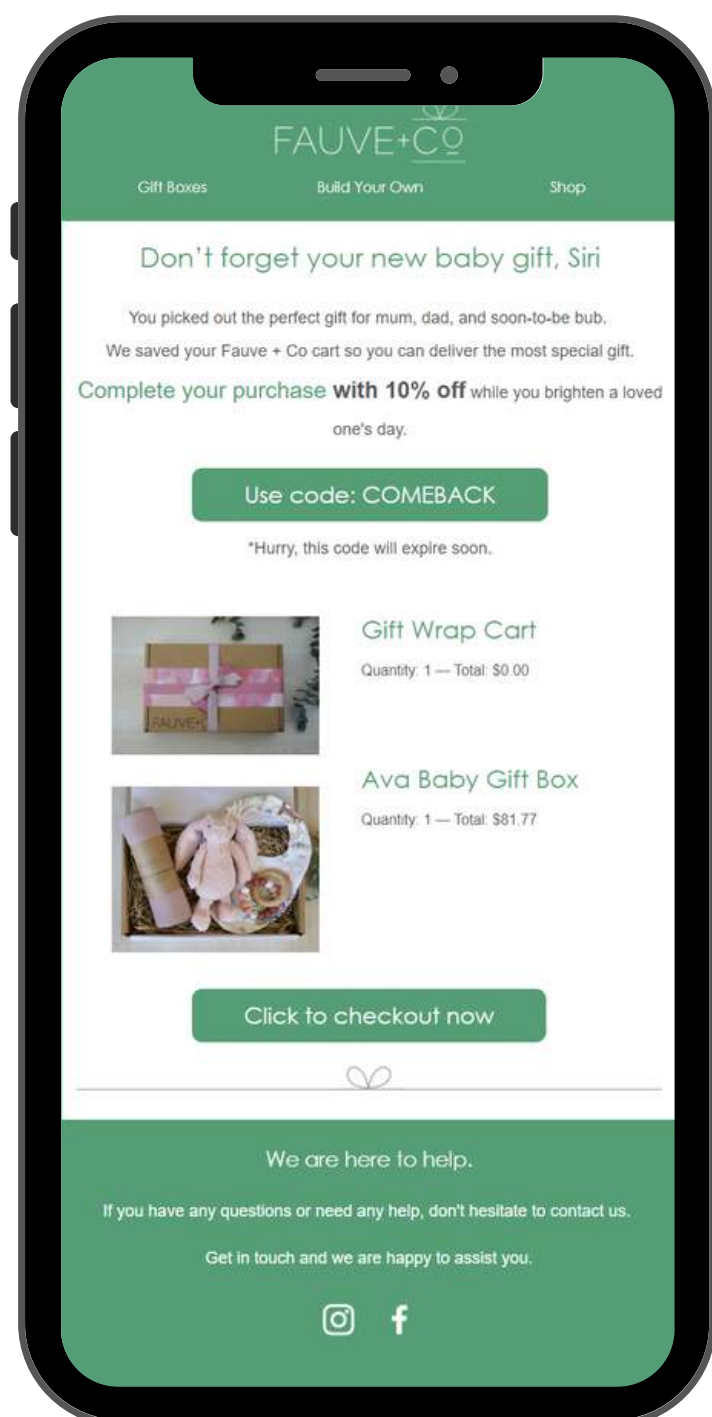 FAUVE+CO
Gift Boxes Build Your Own Shop
Don't forget your new baby gift, Siri
You picked out the perfect gift for mum, dad, and soon-to-be bub.
We saved your Fauve + Co cart so you can deliver the most special gift.
Complete your purchase with 10% off while you brighten a loved
one's day.
Use code: COMEBACK
*Hurry, this code will expire soon.
Gift Wrap Cart
Quantity: 1 — Total: $0.00
FAUVE+C
Ava Baby Gift Box
Quantity: 1 — Total: $81.77
Click to checkout now
We are here to help.
If you have any questions or need any help, don't hesitate to contact us.
Get in touch and we are happy to assist you.